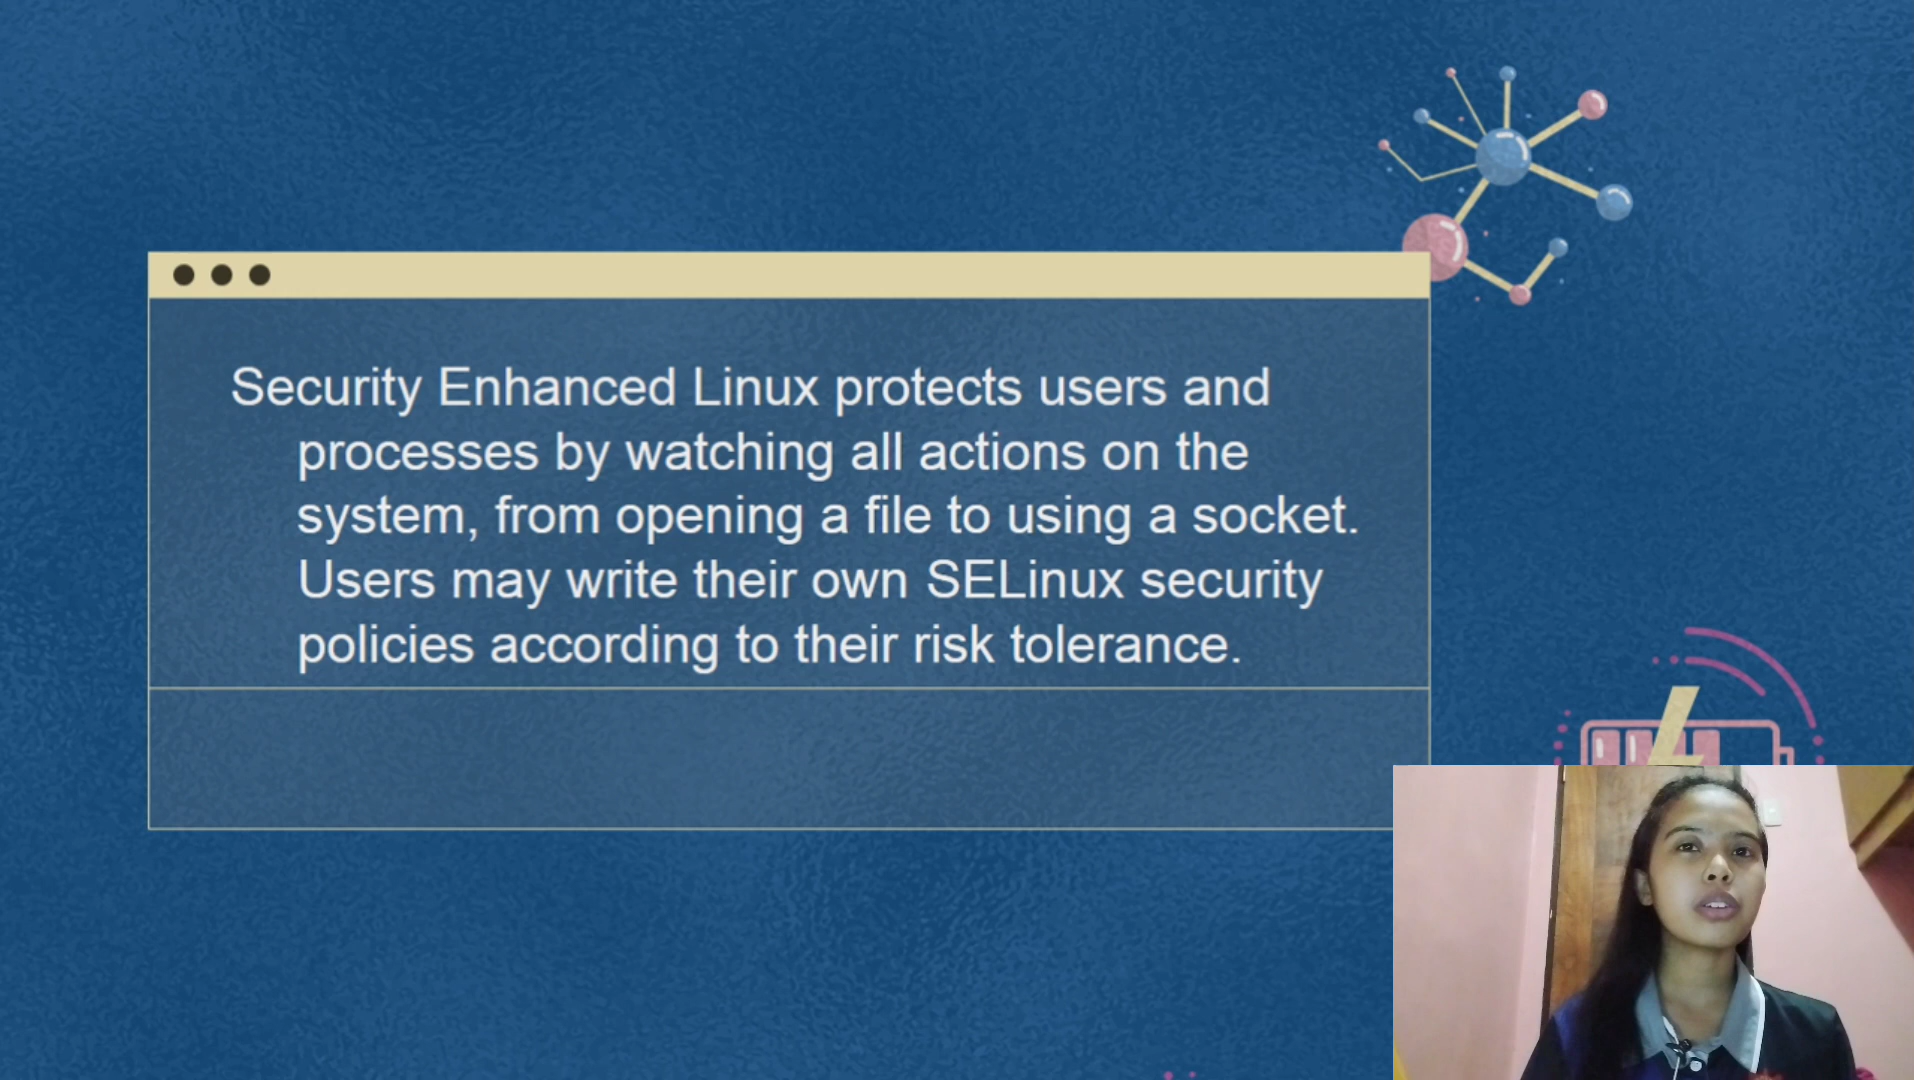 Security Enhanced Linux protects users and
processes by watching all actions on the
system, from opening a file to using a socket.
Users may write their own SELinux security
policies according to their risk tolerance.